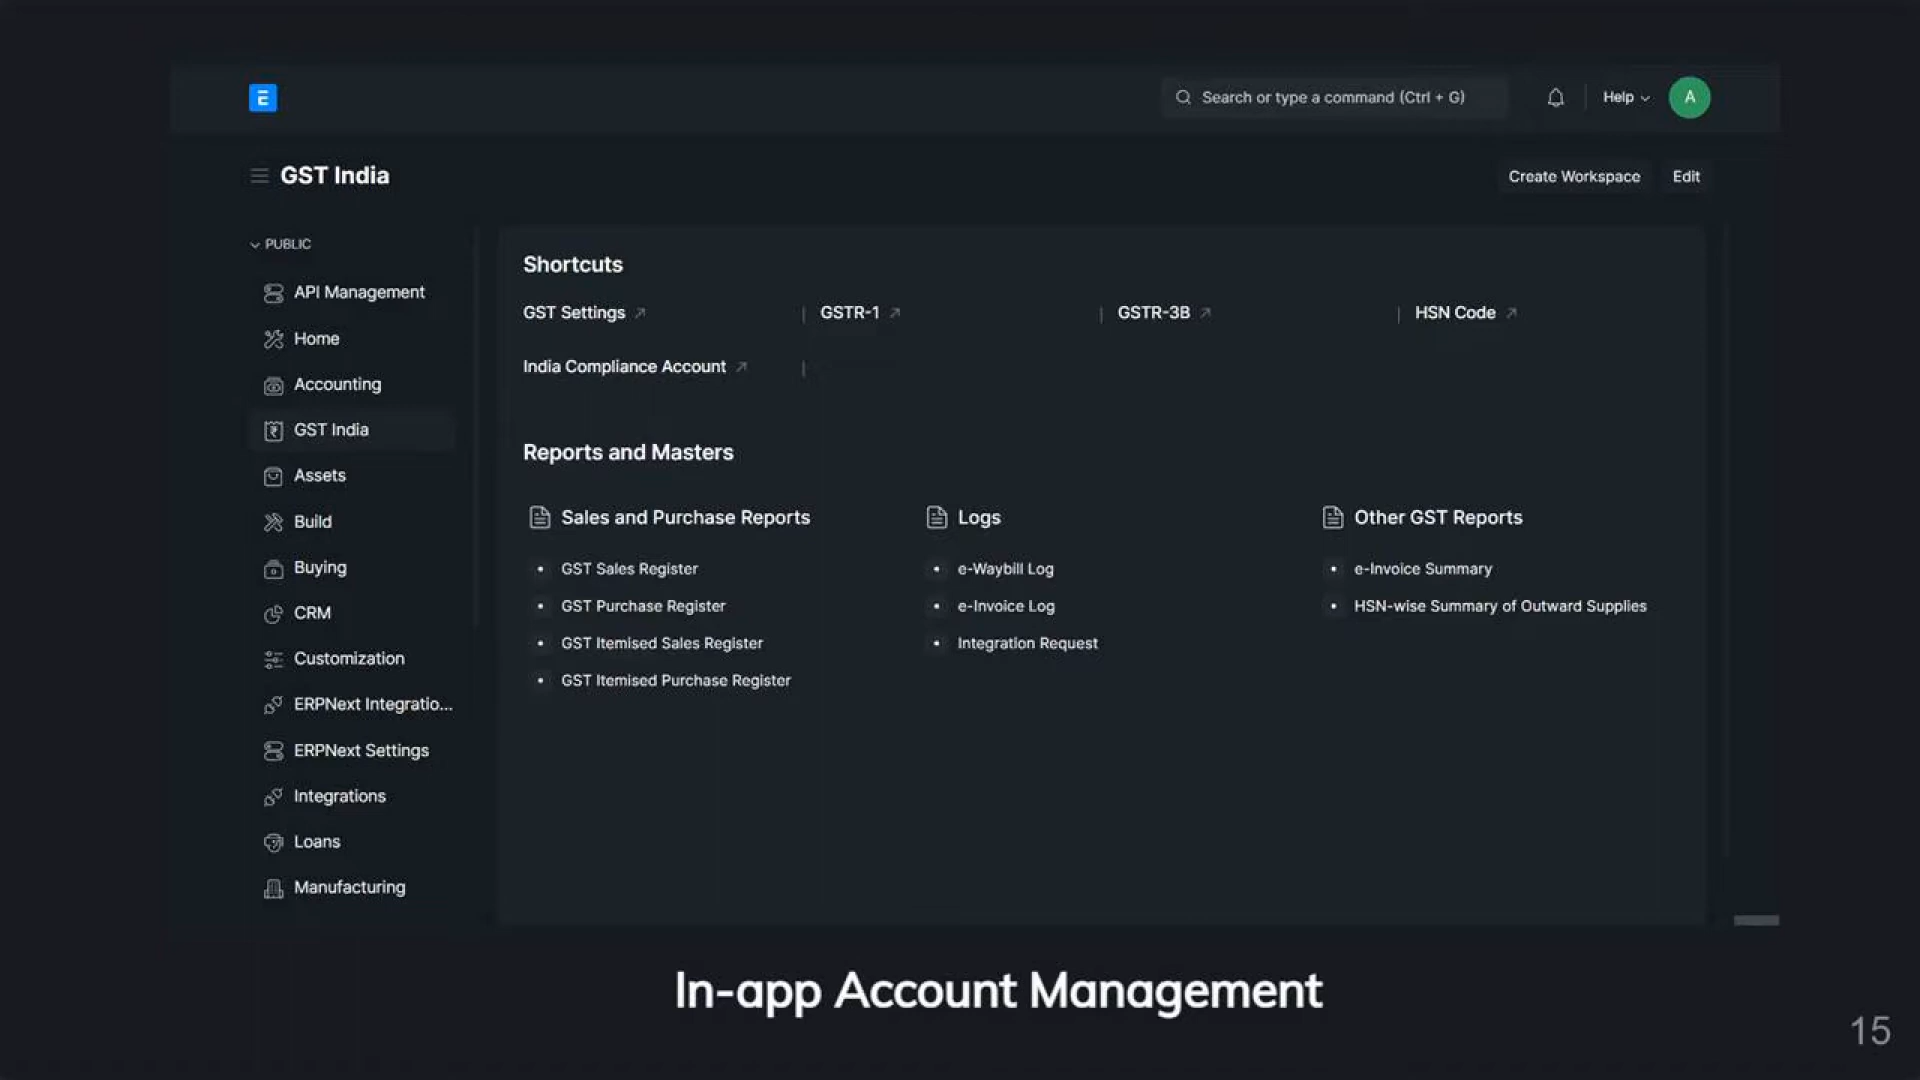 E
Search or type a command (Ctrl + G)
Help
A
GST India
Create Workspace
Edit
PUBLIC
API Management
Home
Accounting
GST India
Assets
Build
Buying
CRM
Customization
ERPNext Integratio...
ERPNext Settings
Integrations
Loans
Manufacturing
Shortcuts
GST Settings
GSTR-1
GSTR-3B
HSN Code
India Compliance Account
Reports and Masters
Sales and Purchase Reports
GST Sales Register
GST Purchase Register
GST Itemised Sales Register
GST Itemised Purchase Register
Logs
e-Waybill Log
e-Invoice Log
Integration Request
Other GST Reports
e-Invoice Summary
HSN-wise Summary of Outward Supplies
In-app Account Management
15